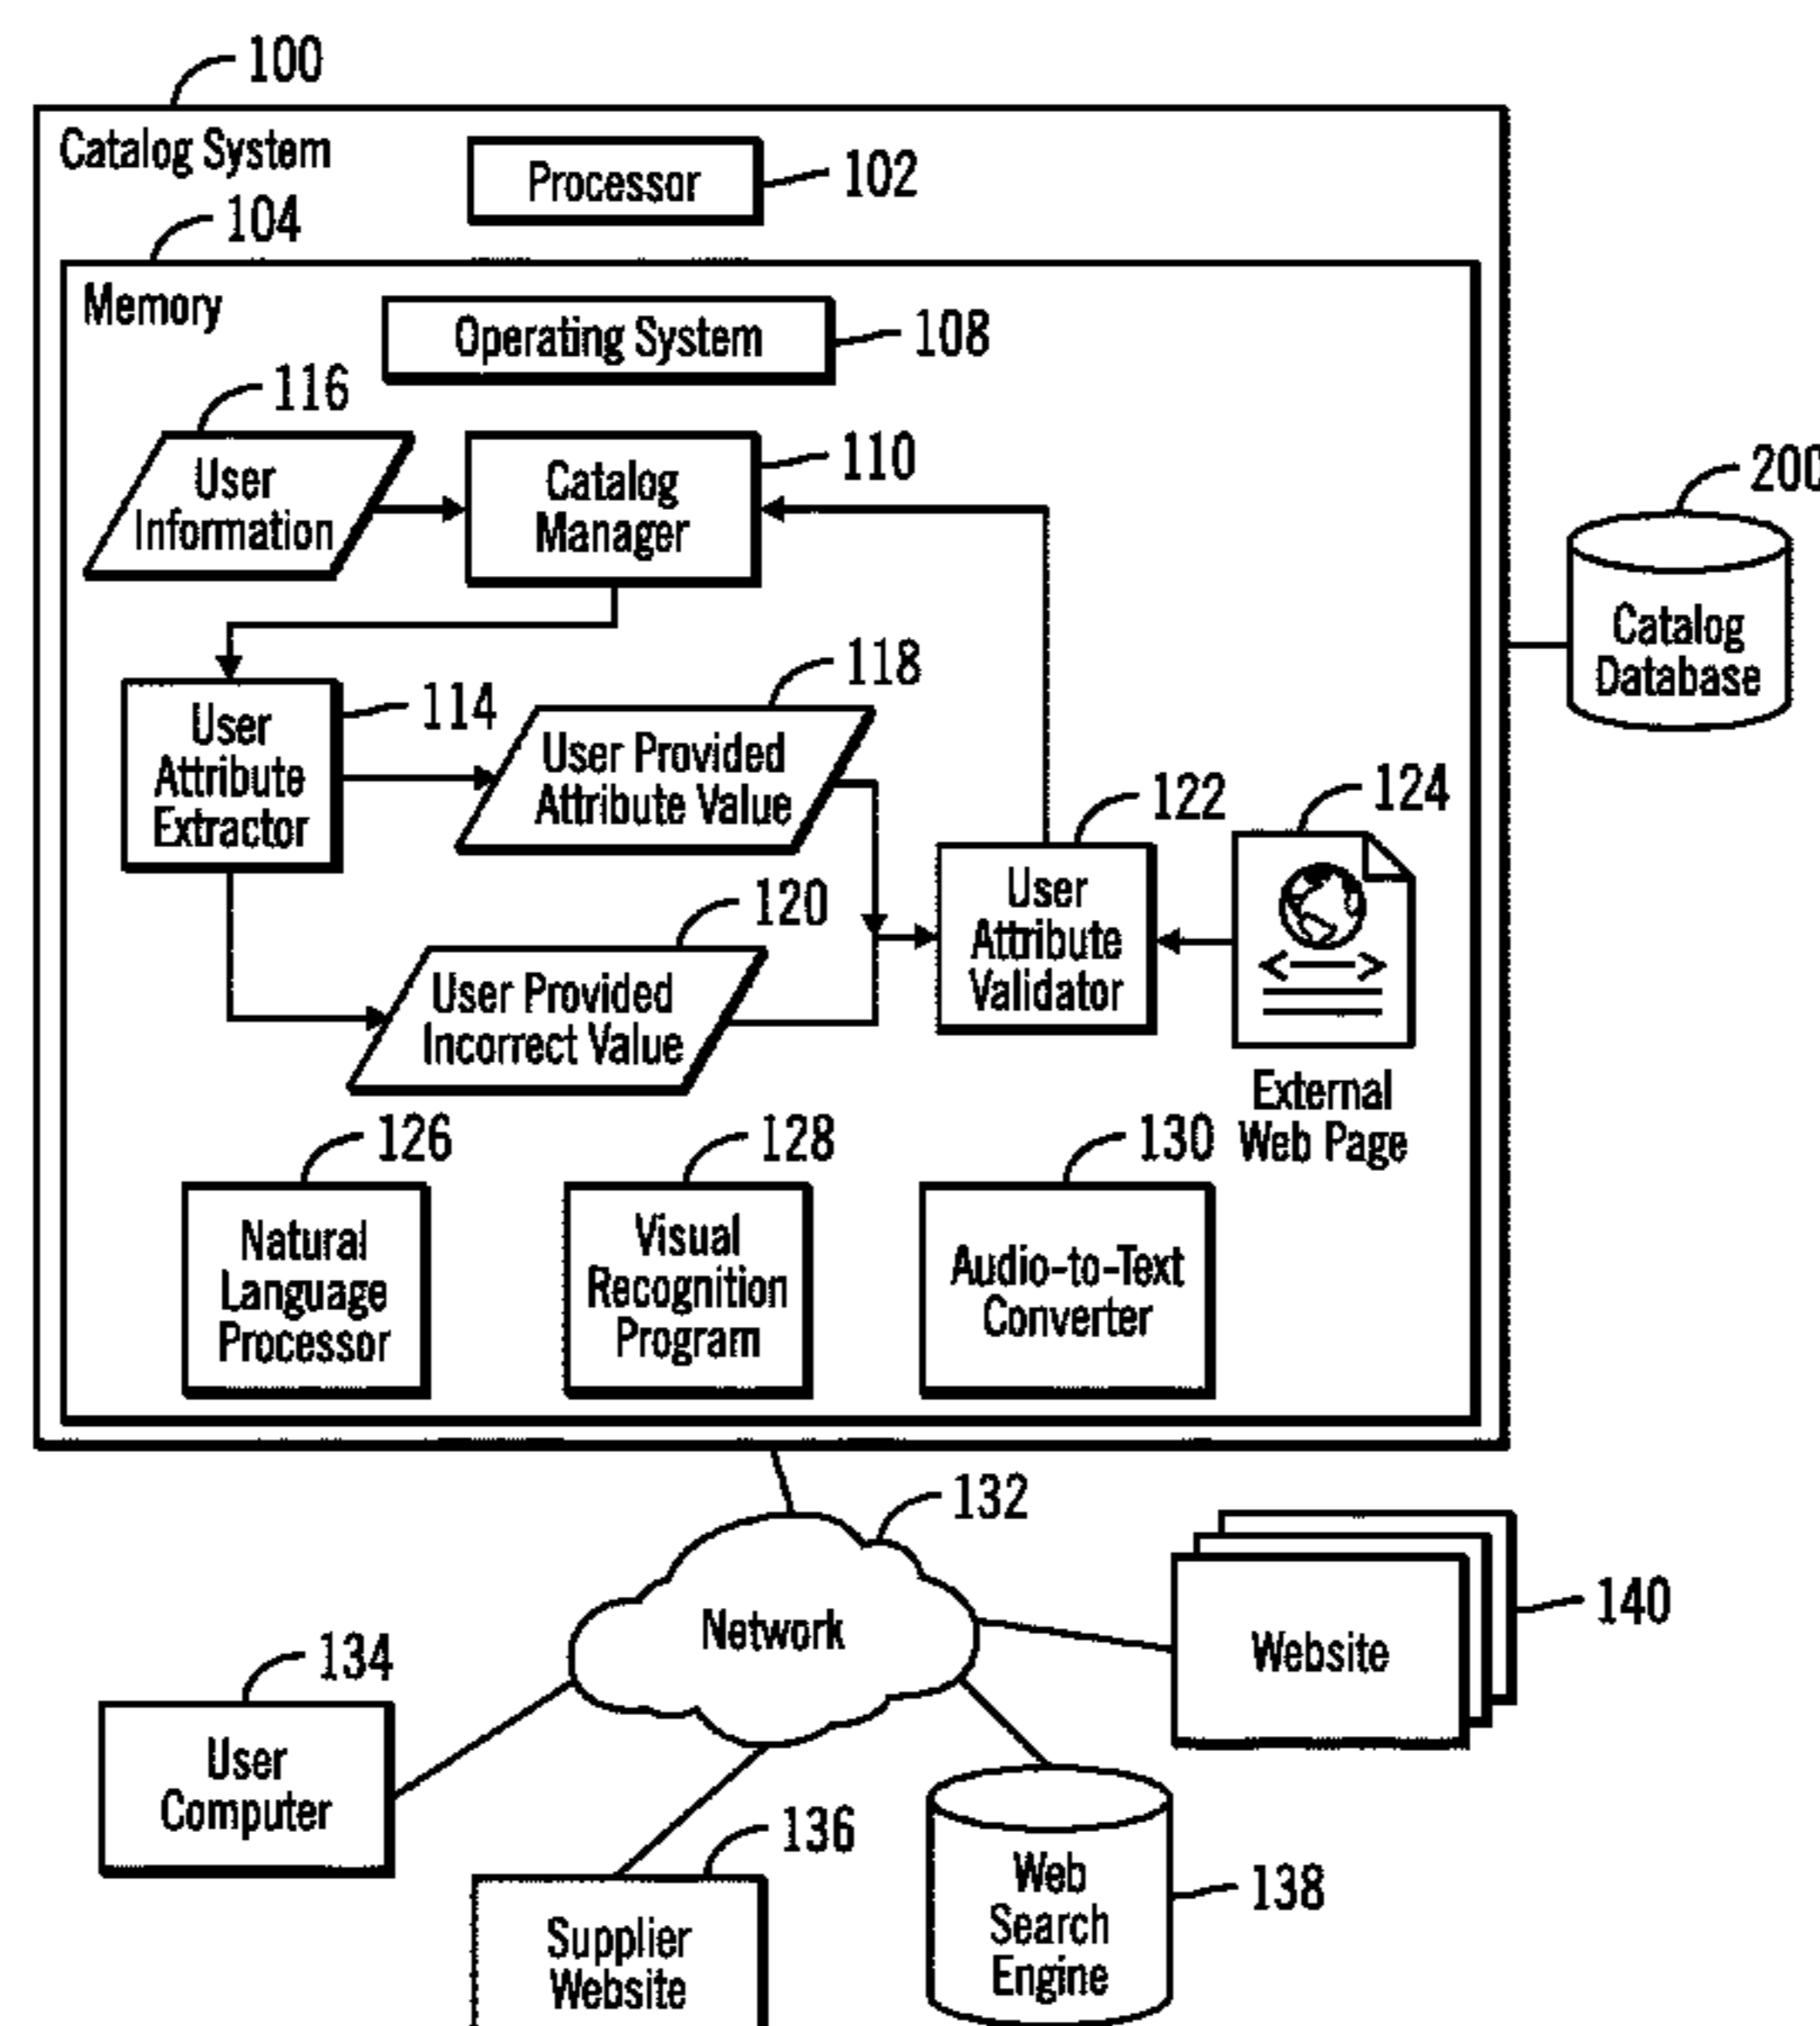 100
Catalog System
Processor
102
104
Memory
Operating System
108
116
User
Information
Catalog
Manager
110
200
Catalog
Database
User
Attribute
Extractor
114
118
User Provided
Attribute Value
122
124
User
Attribute
Validator
120
User Provided
Incorrect Value
External
Web Page
126
128
130
Natural
Language
Processor
Visual
Recognition
Program
Audio-to-Text
Converter
132
Network
Website
140
134
User
Computer
136
Supplier
Website
Web
Search
Engine
138